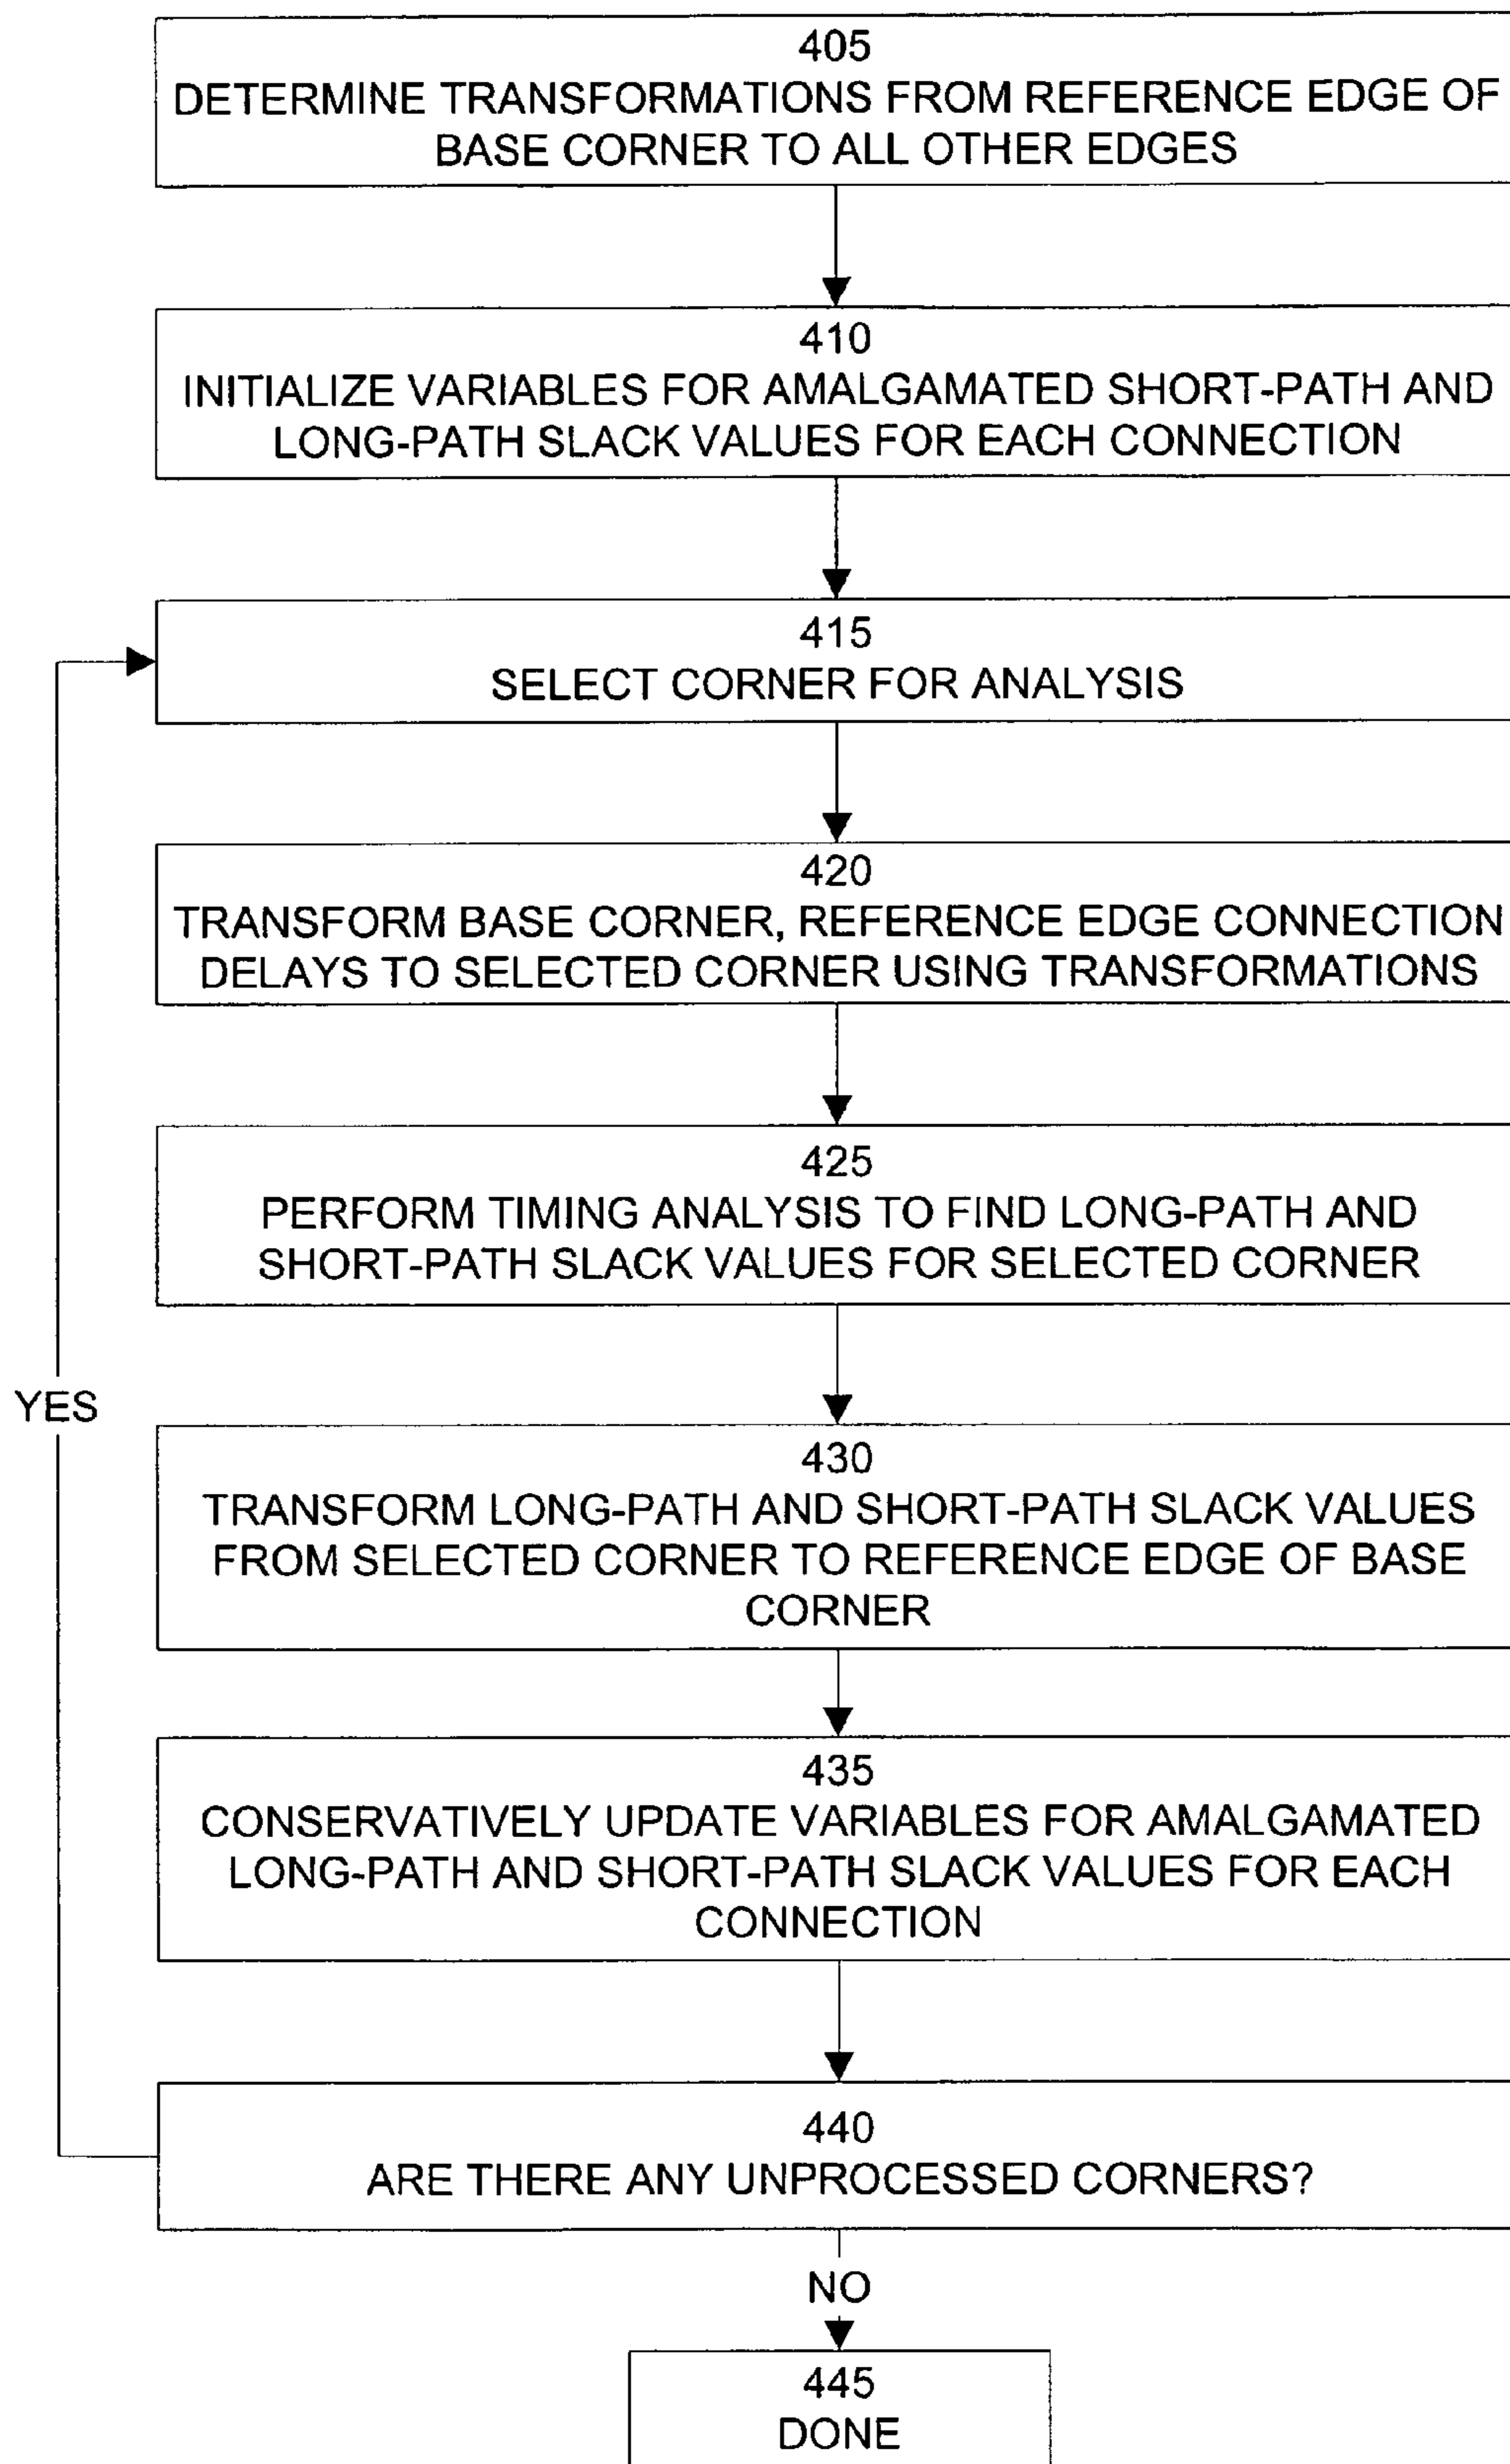 405
DETERMINE TRANSFORMATIONS FROM REFERENCE EDGE OF
BASE CORNER TO ALL OTHER EDGES
410
INITIALIZE VARIABLES FOR AMALGAMATED SHORT-PATH AND
LONG-PATH SLACK VALUES FOR EACH CONNECTION
415
SELECT CORNER FOR ANALYSIS
420
TRANSFORM BASE CORNER, REFERENCE EDGE CONNECTION
DELAYS TO SELECTED CORNER USING TRANSFORMATIONS
425
PERFORM TIMING ANALYSIS TO FIND LONG-PATH AND
SHORT-PATH SLACK VALUES FOR SELECTED CORNER
YES
430
TRANSFORM LONG-PATH AND SHORT-PATH SLACK VALUES
FROM SELECTED CORNER TO REFERENCE EDGE OF BASE
CORNER
435
CONSERVATIVELY UPDATE VARIABLES FOR AMALGAMATED
LONG-PATH AND SHORT-PATH SLACK VALUES FOR EACH
CONNECTION
440
ARE THERE ANY UNPROCESSED CORNERS?
NO
445
DONE